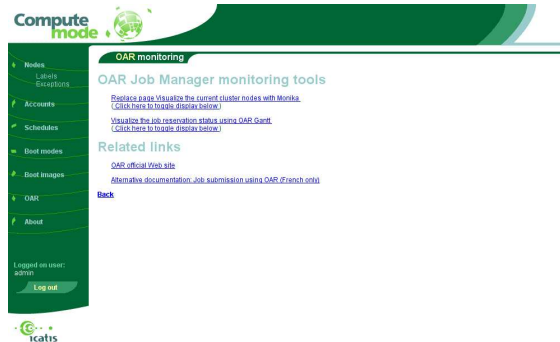 Compute
mode
OAR monitoring
Nodes
Labels
Exceptions
Accounts
Schedules
Boot modes
Boot images
OAR
About
Logged on user:
admin
Log out
icatis
OAR Job Manager monitoring tools
Replace page Visualize the current cluster nodes with Monika
( Click here to toggle display below )
Visualize the job reservation status using OAR Gantt
( Click here to toggle display below )
Related links
OAR official Web site
Alternative documentation: Job submission using OAR (French only)
Back